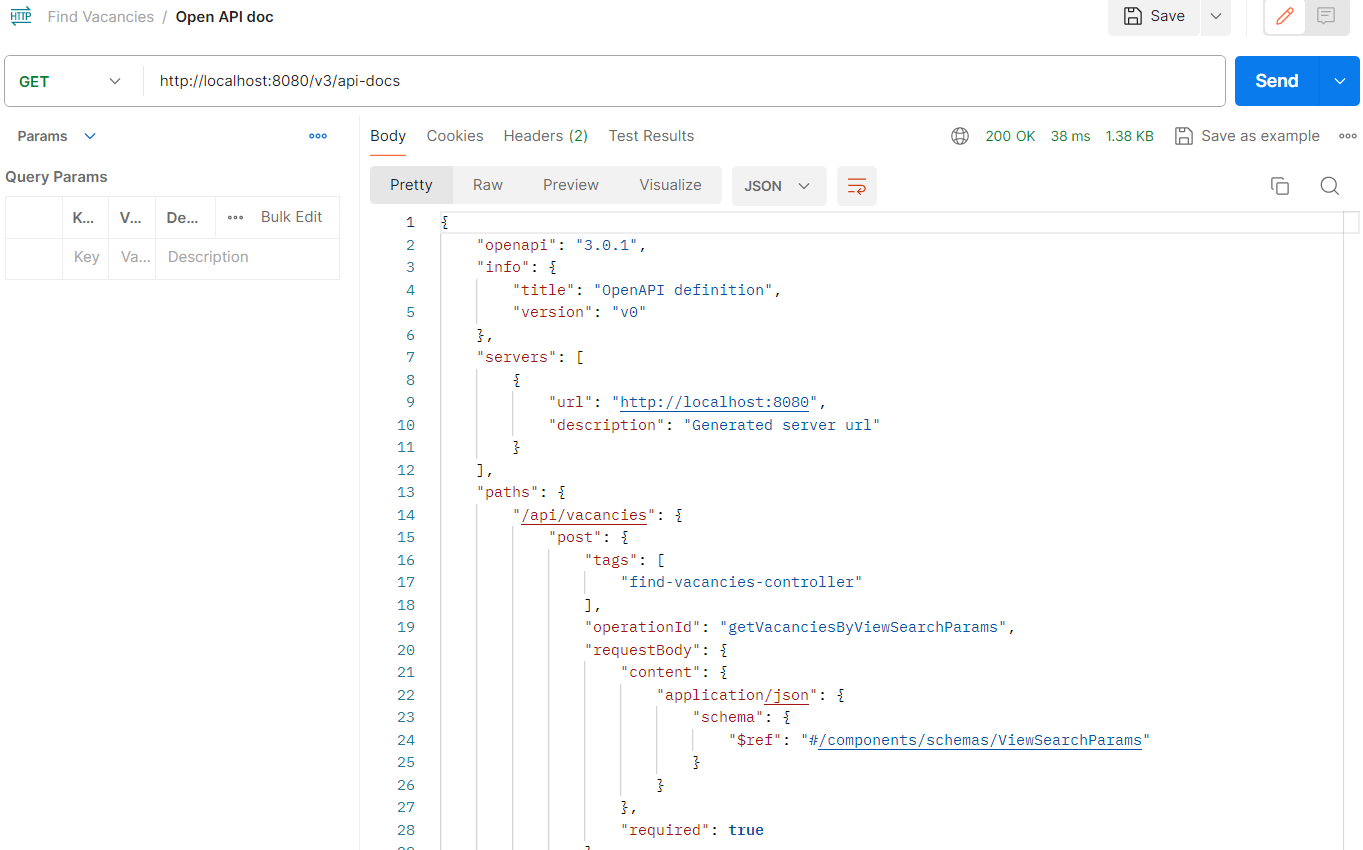 HTTP Find Vacancies / Open API doc Save
GET http://localhost:8080/v3/api-docs Send
Params ooo Body Cookies Headers (2) Test Results 200 OK 38 ms 1.38 KB Save as example ooo
Query Params Pretty Raw Preview Visualize JSON
K... V... De... ooo Bulk Edit
Key Va... Description
1 {
2 "openapi": "3.0.1",
3 "info": {
4 "title": "OpenAPI definition",
5 "version": "v0"
6 },
7 "servers": [
8 {
9 "url": "http://localhost:8080",
10 "description": "Generated server url"
11 }
12 ],
13 "paths": {
14 "/api/vacancies": {
15 "post": {
16 "tags": [
17 "find-vacancies-controller"
18 ],
19 "operationId": "getVacanciesByViewSearchParams",
20 "requestBody": {
21 "content": {
22 "application/json": {
23 "schema": {
24 "$ref": "#/components/schemas/ViewSearchParams"
25 }
26 }
27 },
28 "required": true